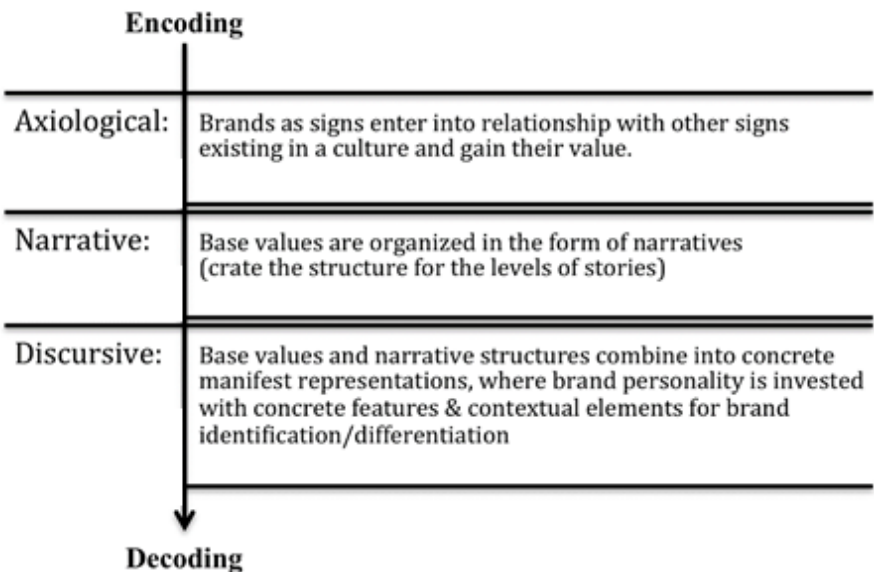 Encoding
Axiological:
Brands as signs enter into relationship with other signs
existing in a culture and gain their value.
Narrative:
Base values are organized in the form of narratives
(crate the structure for the levels of stories)
Discursive:
Base values and narrative structures combine into concrete
manifest representations, where brand personality is invested
with concrete features & contextual elements for brand
identification/differentiation
Decoding